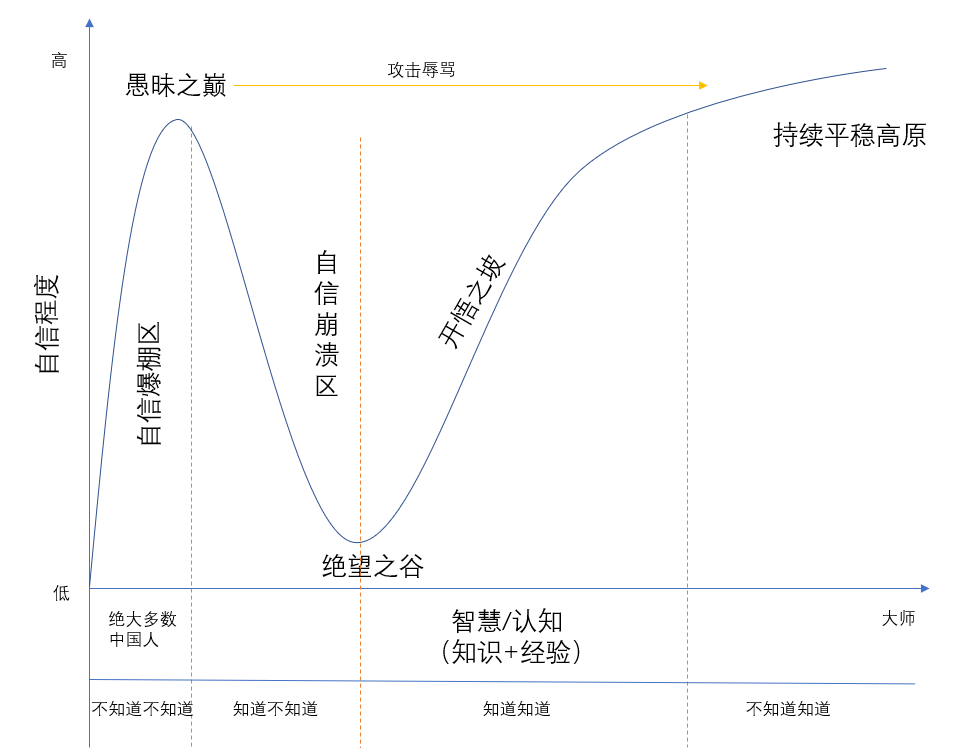 高
攻击辱骂
愚昧之巅
持续平稳高原
自信崩溃区
开悟之坡
自信程度
自信爆棚区
绝望之谷
低
绝大多数
中国人
智慧/认知
（知识+经验）
大师
不知道不知道
知道不知道
知道知道
不知道知道